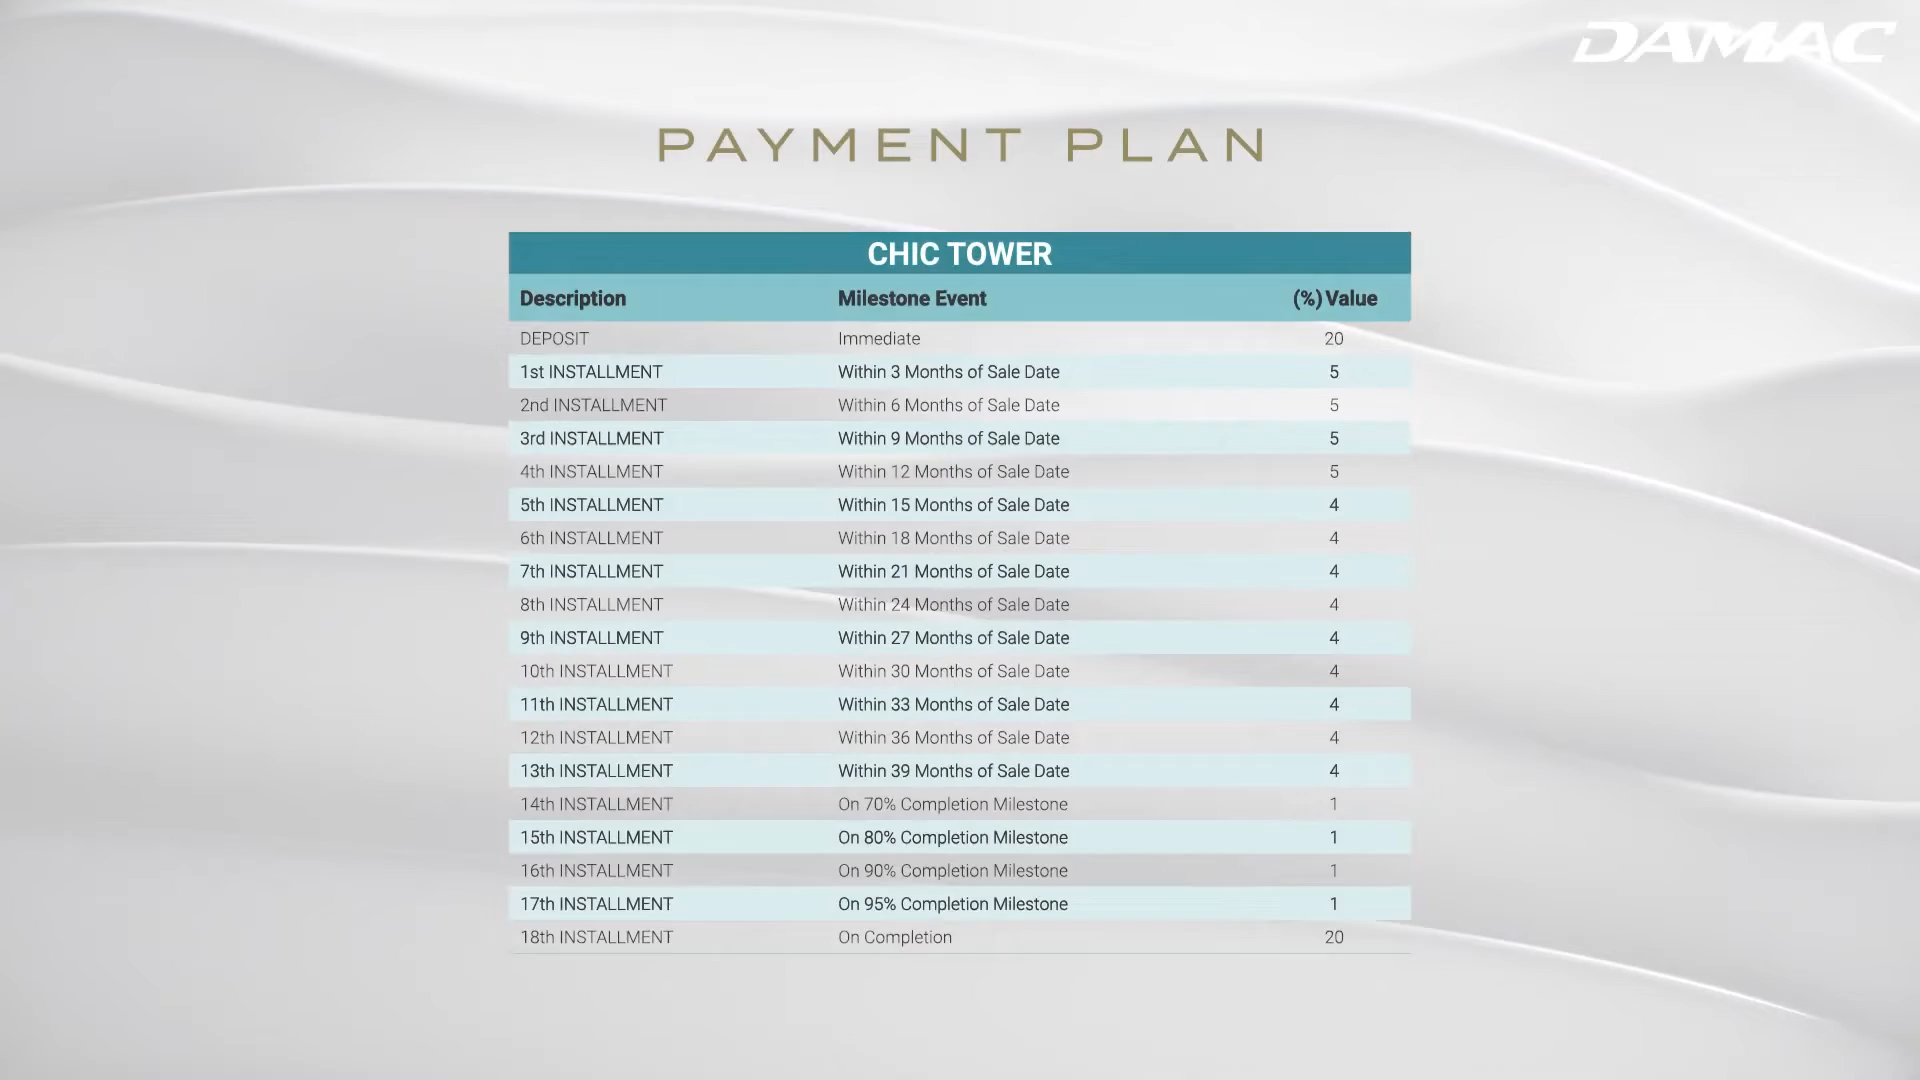 DAMAC
PAYMENT PLAN
CHIC TOWER
Description Milestone Event (%) Value
DEPOSIT Immediate 20
1st INSTALLMENT Within 3 Months of Sale Date 5
2nd INSTALLMENT Within 6 Months of Sale Date 5
3rd INSTALLMENT Within 9 Months of Sale Date 5
4th INSTALLMENT Within 12 Months of Sale Date 5
5th INSTALLMENT Within 15 Months of Sale Date 4
6th INSTALLMENT Within 18 Months of Sale Date 4
7th INSTALLMENT Within 21 Months of Sale Date 4
8th INSTALLMENT Within 24 Months of Sale Date 4
9th INSTALLMENT Within 27 Months of Sale Date 4
10th INSTALLMENT Within 30 Months of Sale Date 4
11th INSTALLMENT Within 33 Months of Sale Date 4
12th INSTALLMENT Within 36 Months of Sale Date 4
13th INSTALLMENT Within 39 Months of Sale Date 4
14th INSTALLMENT On 70% Completion Milestone 1
15th INSTALLMENT On 80% Completion Milestone 1
16th INSTALLMENT On 90% Completion Milestone 1
17th INSTALLMENT On 95% Completion Milestone 1
18th INSTALLMENT On Completion 20